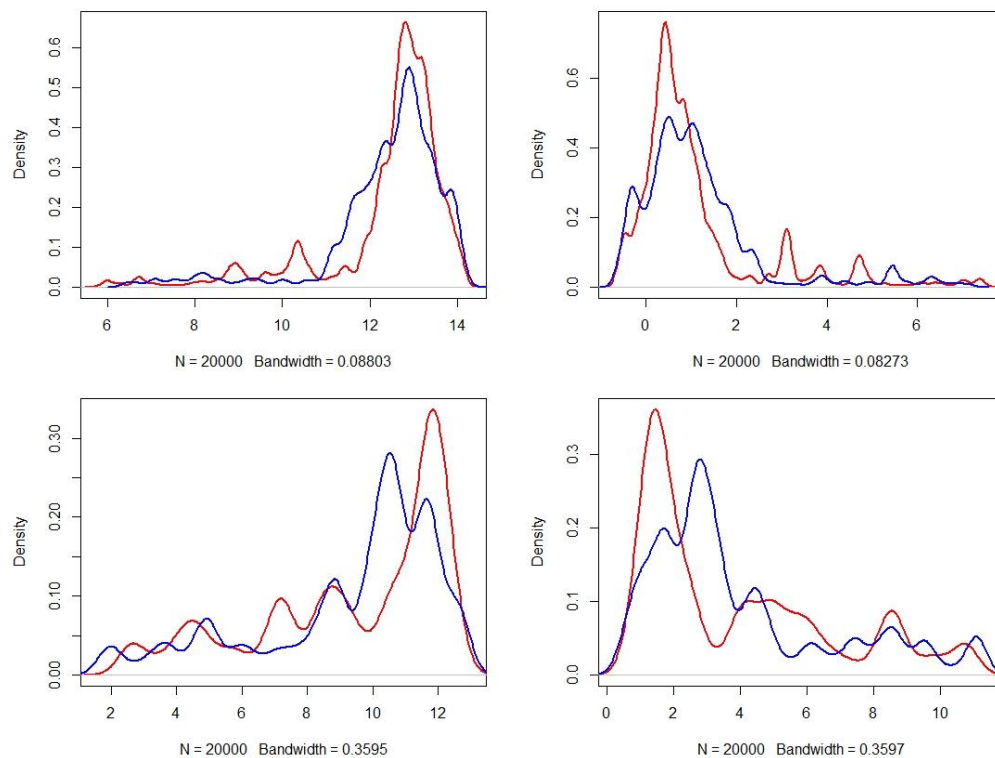 Density
0.0 0.1 0.2 0.3 0.4 0.5 0.6
6 8 10 12 14
N = 20000 Bandwidth = 0.08803
Density
0.0 0.2 0.4 0.6
0 2 4 6
N = 20000 Bandwidth = 0.08273
Density
0.00 0.10 0.20 0.30
2 4 6 8 10 12
N = 20000 Bandwidth = 0.3595
Density
0.0 0.1 0.2 0.3
0 2 4 6 8 10
N = 20000 Bandwidth = 0.3597